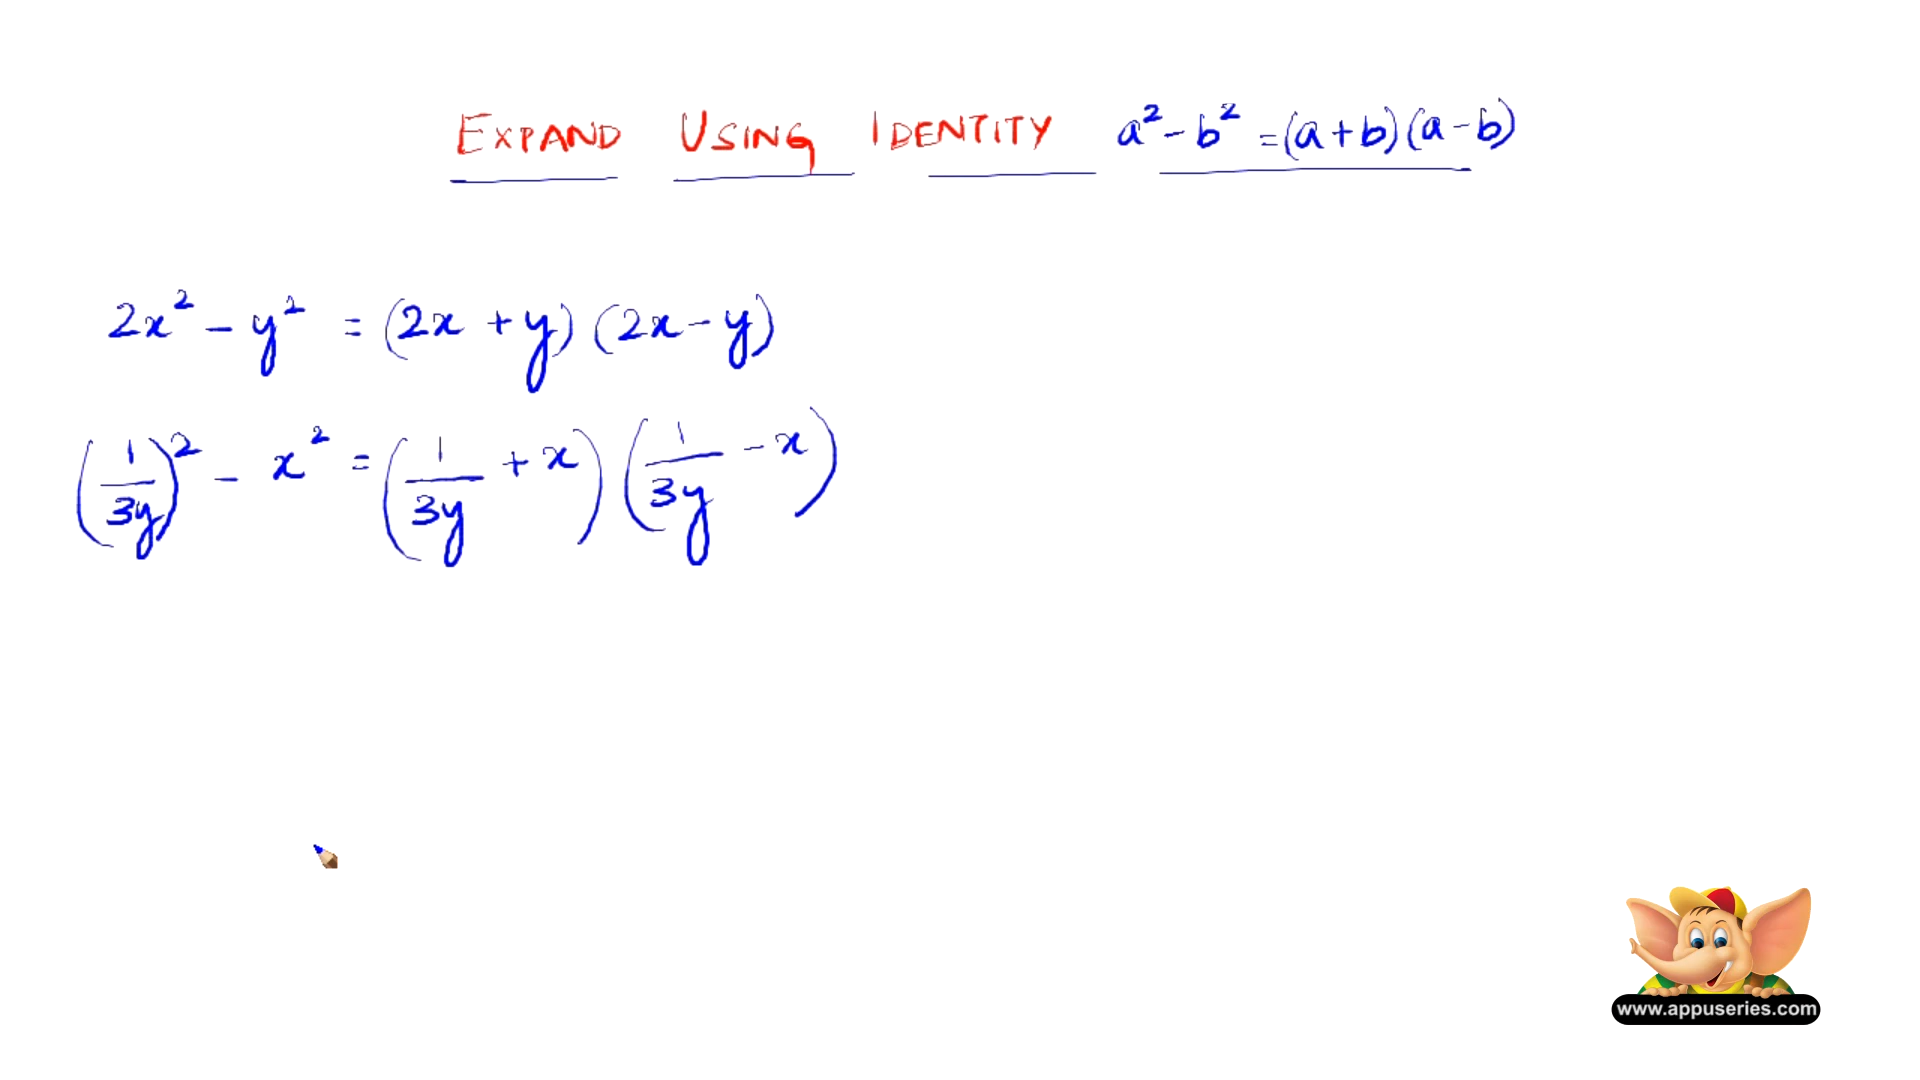 EXPAND USING IDENTITY a² - b² = (a + b)(a - b)
2x² - y² = (2x + y)(2x - y)
(1/3y)² - x² = (1/3y + x)(1/3y - x)
www.appuseries.com